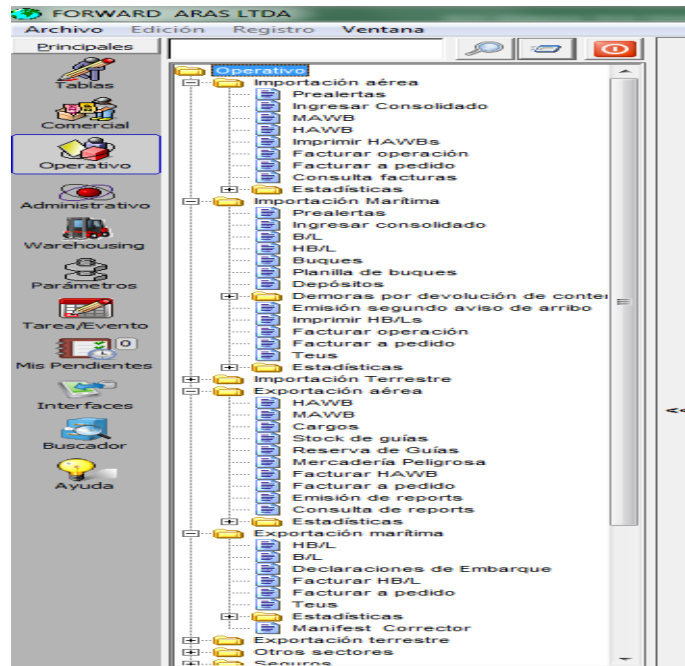 FORWARD ARAS LTDA
Archivo Edición Registro Ventana
Principales
Tablas
Comercial
Operativo
Administrativo
Warehousing
Parámetros
Tarea/Evento
0
Mis Pendientes
Interfaces
Buscador
Ayuda
Operativo
Importación aérea
Prealertas
Ingresar Consolidado
MAWB
HAWB
Imprimir HAWBs
Facturar operación
Facturar a pedido
Consulta facturas
Estadísticas
Importación Marítima
Prealertas
Ingresar consolidado
B/L
HB/L
Buques
Planilla de buques
Depósitos
Demoras por devolución de conter
Emisión segundo aviso de arribo
Imprimir HB/Ls
Facturar operación
Facturar a pedido
Teus
Estadísticas
Importación Terrestre
Exportación aérea
HAWB
MAWB
Cargos
Stock de guías
Reserva de Guías
Mercadería Peligrosa
Facturar HAWB
Facturar a pedido
Emisión de reports
Consulta de reports
Estadísticas
Exportación marítima
HB/L
B/L
Declaraciones de Embarque
Facturar HB/L
Facturar a pedido
Teus
Estadísticas
Manifest Corrector
Exportación terrestre
Otros sectores
Seguros
<<